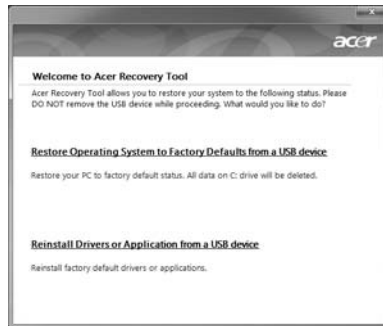 acer
Welcome to Acer Recovery Tool
Acer Recovery Tool allows you to restore your system to the following status. Please
DO NOT remove the USB device while proceeding. What would you like to do?
Restore Operating System to Factory Defaults from a USB device
Restore your PC to factory default status. All data on C: drive will be deleted.
Reinstall Drivers or Application from a USB device
Reinstall factory default drivers or applications.